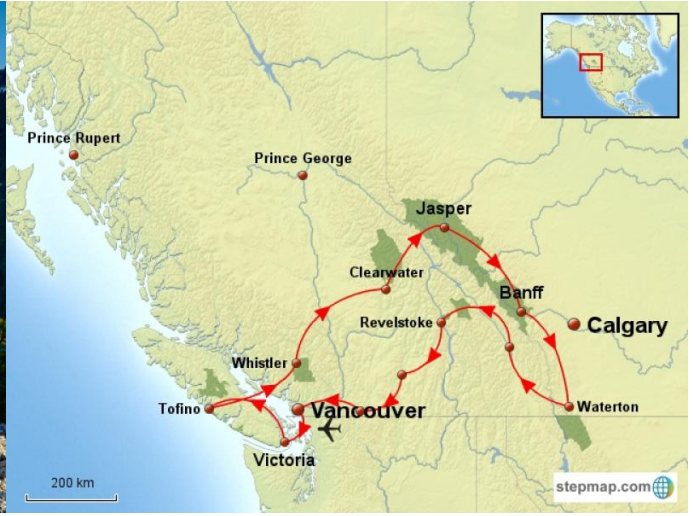 Prince Rupert
Prince George
Jasper
Clearwater
Banff
Revelstoke
Calgary
Whistler
Tofino
Vancouver
Waterton
Victoria
200 km
stepmap.com